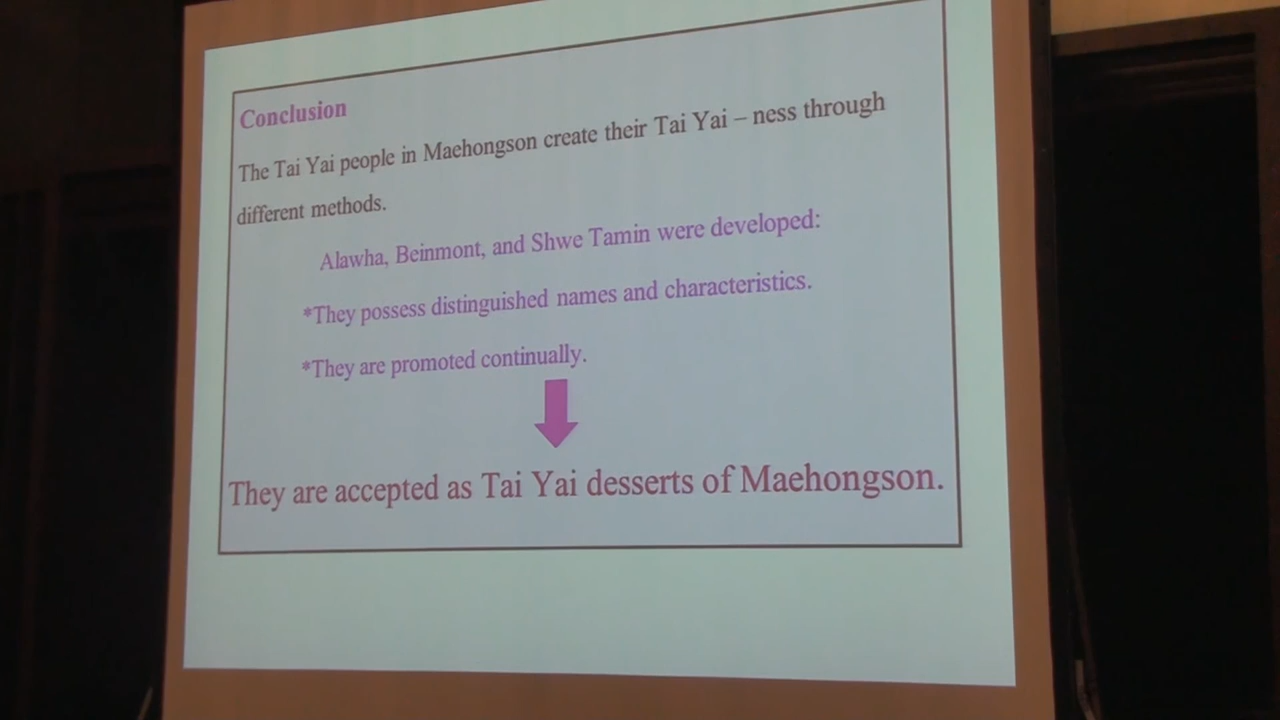 Conclusion
The Tai Yai people in Maehongson create their Tai Yai – ness through
different methods.
Alawha, Beinmont, and Shwe Tamin were developed:
*They possess distinguished names and characteristics.
*They are promoted continually.
They are accepted as Tai Yai desserts of Maehongson.